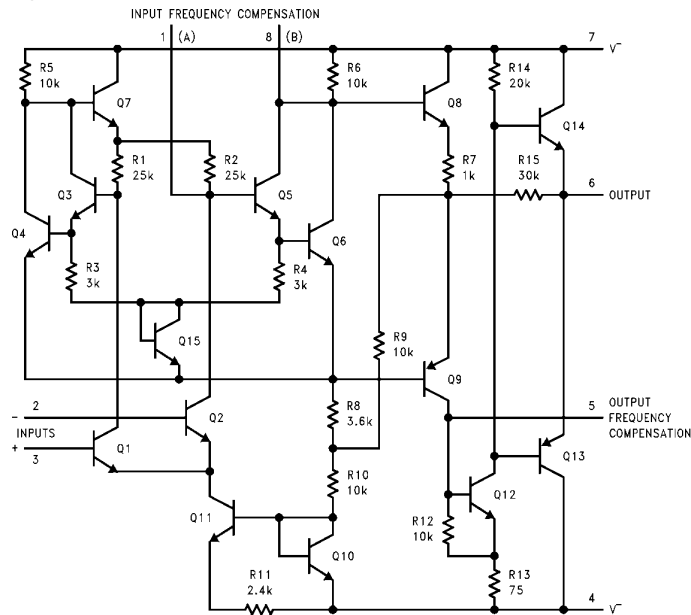 INPUT FREQUENCY COMPENSATION
1 (A)
8 (B)
7 V-
R5
10k
Q7
R6
10k
Q8
R14
20k
Q14
R1
25k
R2
25k
R7
1k
R15
30k
6 OUTPUT
Q3
Q5
Q4
Q6
R3
3k
R4
3k
Q15
R9
10k
Q9
2
-
INPUTS
+
3
Q1
Q2
R8
3.6k
5
OUTPUT
FREQUENCY
COMPENSATION
Q13
R10
10k
Q12
Q11
R12
10k
Q10
R11
2.4k
R13
75
4 V-